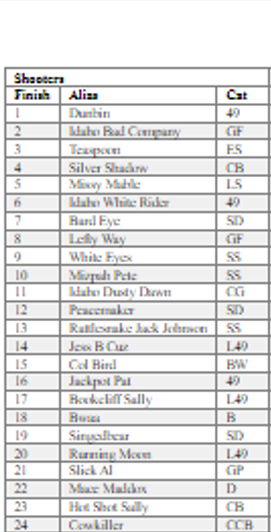 Shooters
Finish Alias Cat
1 Dunbin 49
2 Idaho Bad Company GF
3 Teaspoon ES
4 Silver Shadow CB
5 Missy Mable LS
6 Idaho White Rider 49
7 Bard Eye SD
8 Lefty Way GF
9 White Eyes SS
10 Mizpah Pete SS
11 Idaho Dusty Dawn CG
12 Peacemaker SD
13 Rattlesnake Jack Johnson SS
14 Jess B Cuz L49
15 Col Bird BW
16 Jackpot Pat 49
17 Bookcliff Sally L49
18 B
19 Singedbear SD
20 Running Moon L49
21 Slick Al GP
22 Mace Maddox D
23 Hot Shot Sally CB
24 Cowkiller CCB